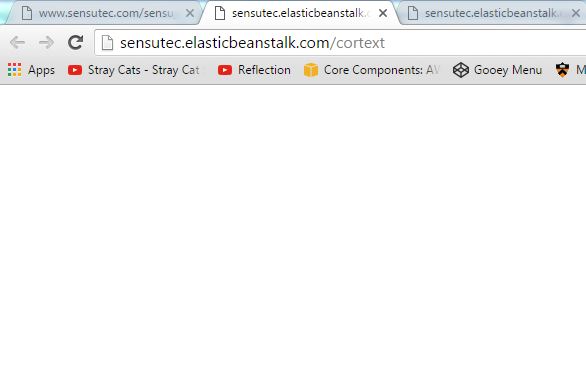 www.sensutec.com/sensu
sensutec.elasticbeanstalk.c
sensutec.elasticbeanstalk.
sensutec.elasticbeanstalk.com/cortext
Apps Stray Cats - Stray Cat Reflection Core Components: AW Gooey Menu M